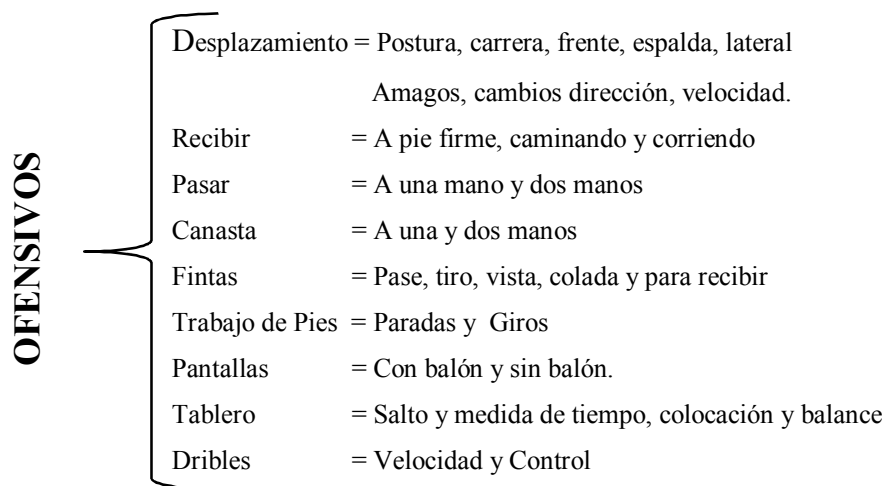 OFENSIVOS
Desplazamiento = Postura, carrera, frente, espalda, lateral
Amagos, cambios dirección, velocidad.
Recibir = A pie firme, caminando y corriendo
Pasar = A una mano y dos manos
Canasta = A una y dos manos
Fintas = Pase, tiro, vista, colada y para recibir
Trabajo de Pies = Paradas y Giros
Pantallas = Con balón y sin balón.
Tablero = Salto y medida de tiempo, colocación y balance
Dribles = Velocidad y Control